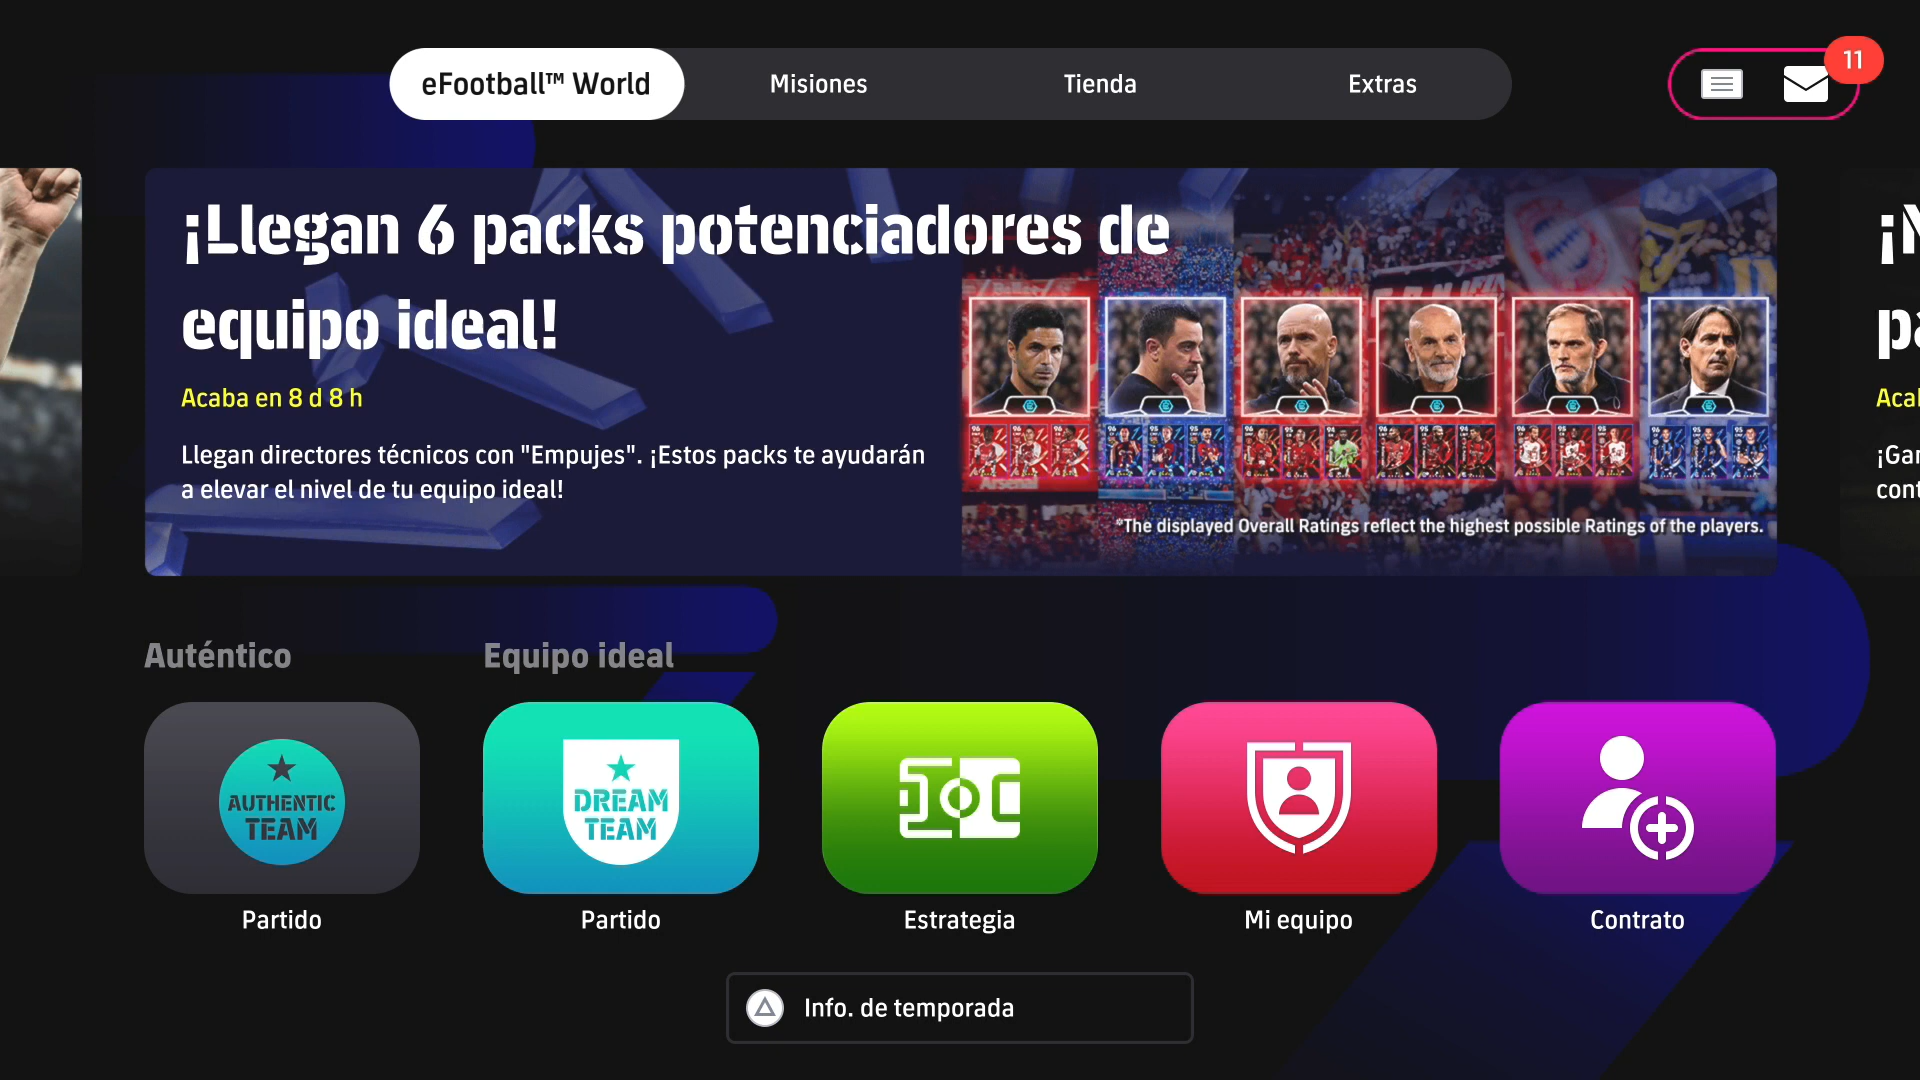 eFootball™ World
Misiones
Tienda
Extras
11
¡Llegan 6 packs potenciadores de
equipo ideal!
Acaba en 8 d 8 h
Llegan directores técnicos con "Empujes". ¡Estos packs te ayudarán
a elevar el nivel de tu equipo ideal!
*The displayed Overall Ratings reflect the highest possible Ratings of the players.
Auténtico
Equipo ideal
AUTHENTIC
TEAM
DREAM
TEAM
Partido
Partido
Estrategia
Mi equipo
Contrato
Info. de temporada